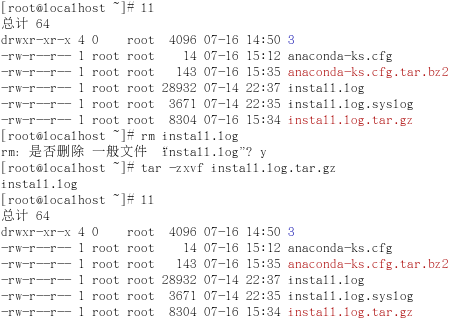 [root@localhost ~]# ll
总计 64
drwxr-xr-x 4 0    root  4096 07-16 14:50 3
-rw-r--r-- 1 root root    14 07-16 15:12 anaconda-ks.cfg
-rw-r--r-- 1 root root   143 07-16 15:35 anaconda-ks.cfg.tar.bz2
-rw-r--r-- 1 root root 28932 07-14 22:37 install.log
-rw-r--r-- 1 root root  3671 07-14 22:35 install.log.syslog
-rw-r--r-- 1 root root  8304 07-16 15:34 install.log.tar.gz
[root@localhost ~]# rm install.log
rm: 是否删除 一般文件 “install.log”? y
[root@localhost ~]# tar -zxvf install.log.tar.gz
install.log
[root@localhost ~]# ll
总计 64
drwxr-xr-x 4 0    root  4096 07-16 14:50 3
-rw-r--r-- 1 root root    14 07-16 15:12 anaconda-ks.cfg
-rw-r--r-- 1 root root   143 07-16 15:35 anaconda-ks.cfg.tar.bz2
-rw-r--r-- 1 root root 28932 07-14 22:37 install.log
-rw-r--r-- 1 root root  3671 07-14 22:35 install.log.syslog
-rw-r--r-- 1 root root  8304 07-16 15:34 install.log.tar.gz